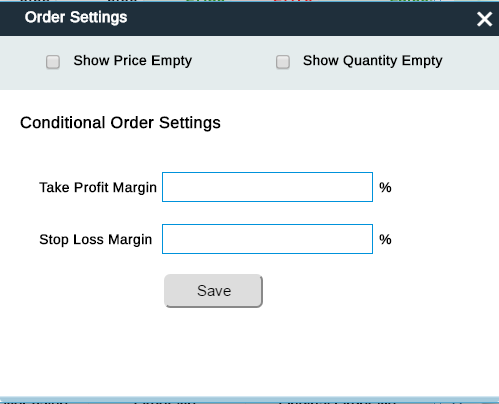 Order Settings
Show Price Empty
Show Quantity Empty
Conditional Order Settings
Take Profit Margin %
Stop Loss Margin %
Save